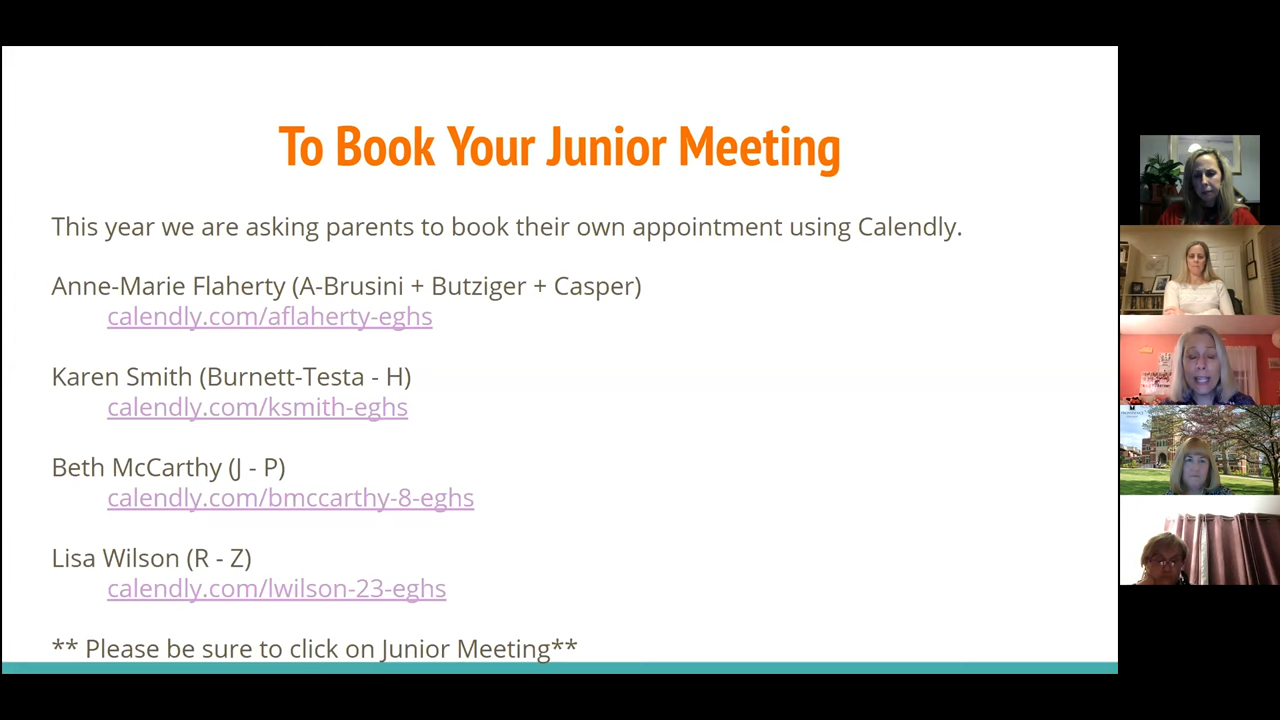 To Book Your Junior Meeting
This year we are asking parents to book their own appointment using Calendly.
Anne-Marie Flaherty (A-Brusini + Butziger + Casper)
calendly.com/aflaherty-eghs
Karen Smith (Burnett-Testa - H)
calendly.com/ksmith-eghs
Beth McCarthy (J - P)
calendly.com/bmccarthy-8-eghs
Lisa Wilson (R - Z)
calendly.com/lwilson-23-eghs
** Please be sure to click on Junior Meeting**